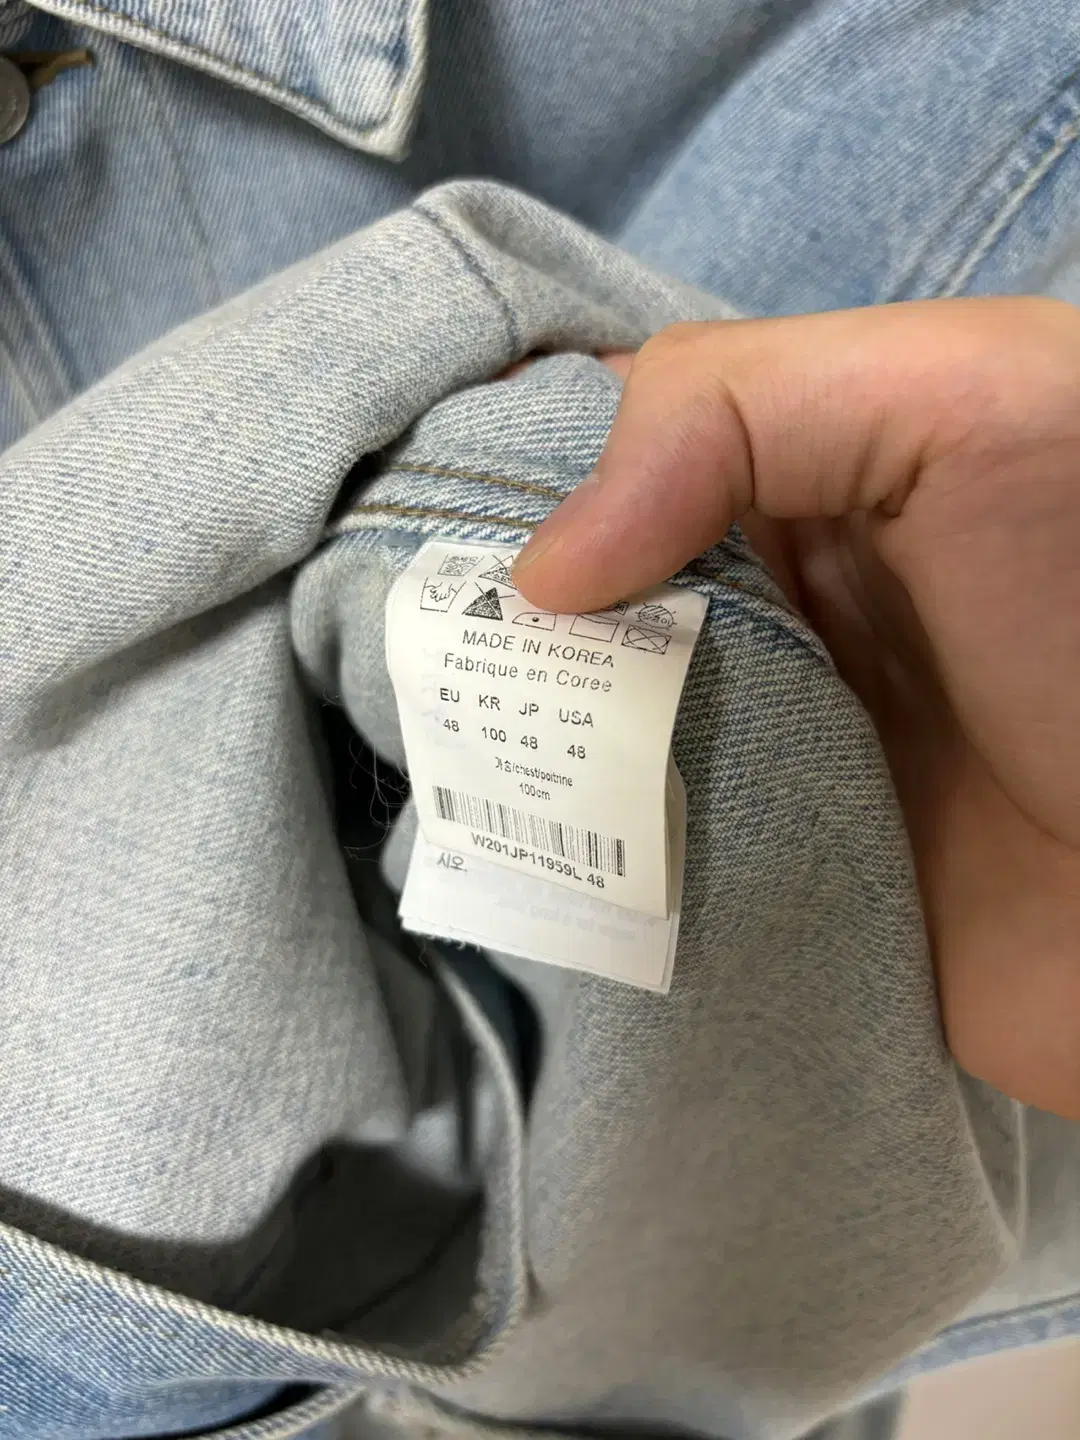 MADE IN KOREA
Fabrique en Coree
EU KR JP USA
48 100 48 48
가슴/chest/poitrine
100cm
W201JP11959L 48
시오.